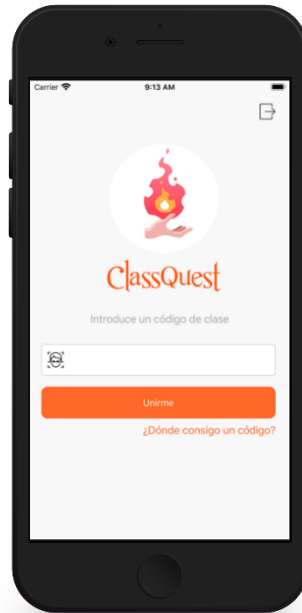 Carrier
9:13 AM
ClassQuest
Introduce un código de clase
Unirme
¿Dónde consigo un código?